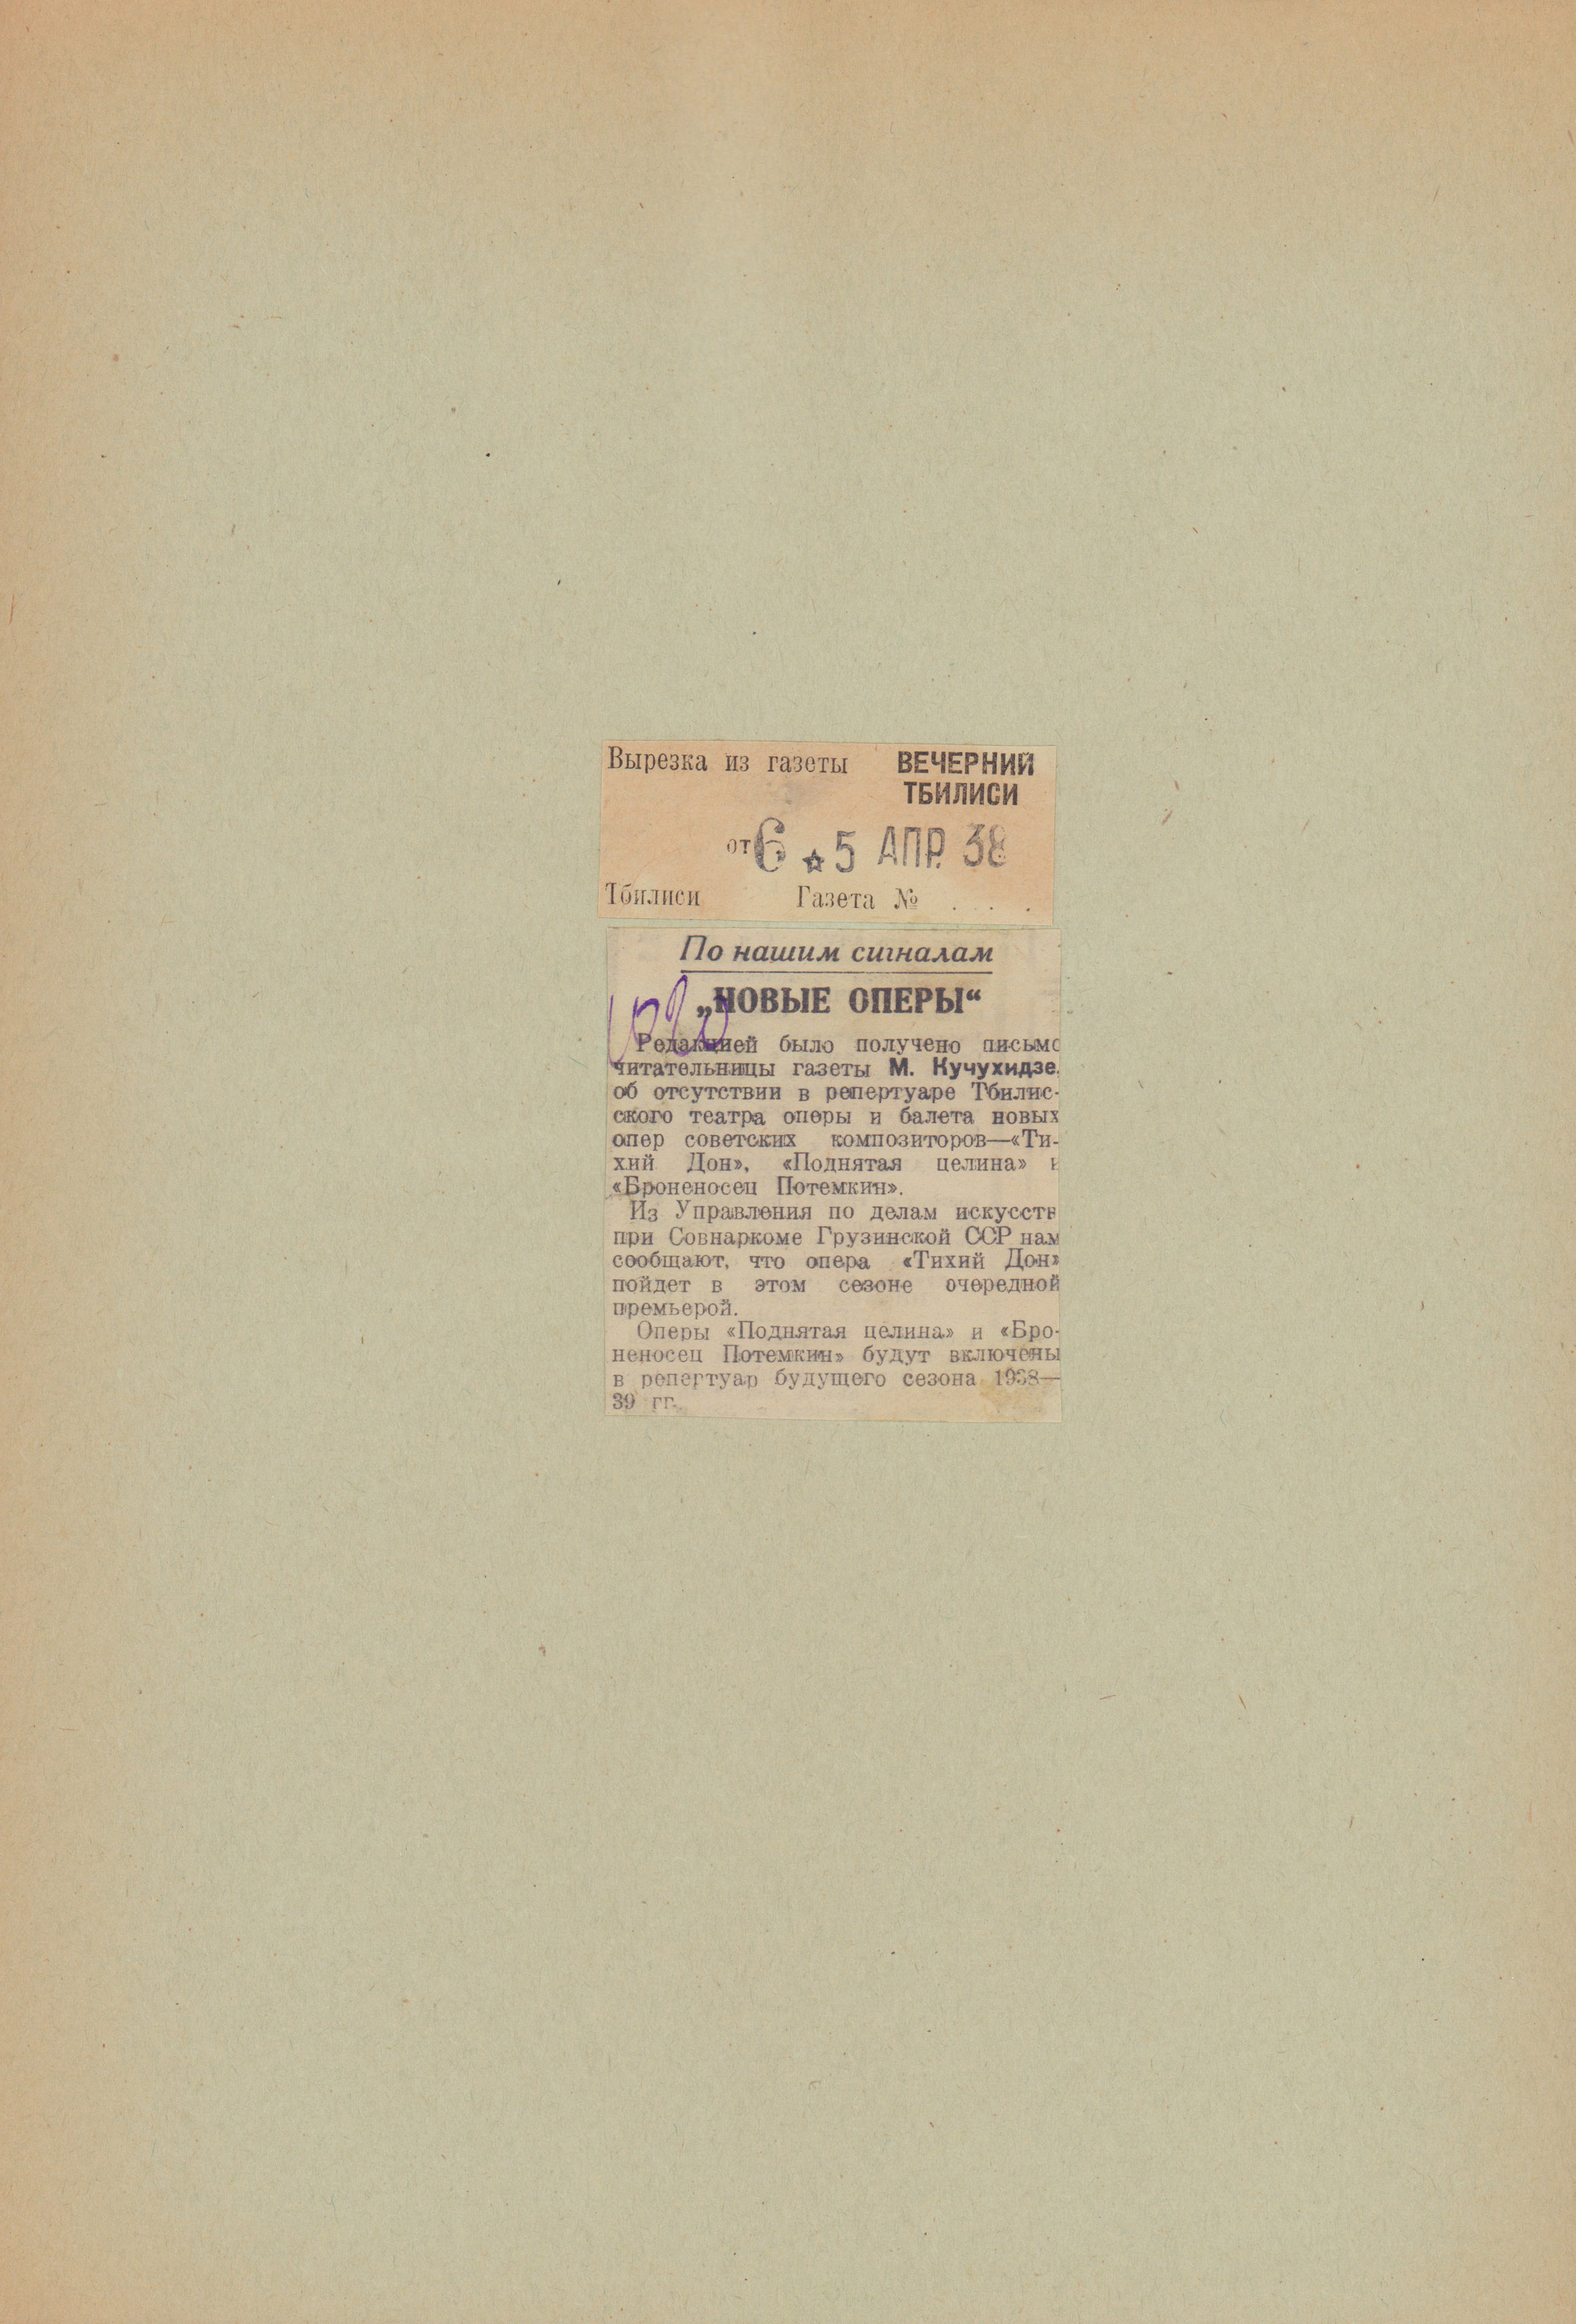 Вырезка из газеты ВЕЧЕРНИЙ
ТБИЛИСИ
от 6 ☆ 5 АПР. 38
Тбилиси Газета № . . .
По нашим сигналам
„НОВЫЕ ОПЕРЫ“
Редакцией было получено письмо
читательницы газеты М. Кучухидзе.
об отсутствии в репертуаре Тбилис-
ского театра оперы и балета новых
опер советских композиторов—«Ти-
хий Дон», «Поднятая целина» и
«Броненосец Потемкин».
Из Управления по делам искусств
при Совнаркоме Грузинской ССР нам
сообщают, что опера «Тихий Дон»
пойдет в этом сезоне очередной
премьерой.
Оперы «Поднятая целина» и «Бро-
неносец Потемкин» будут включены
в репертуар будущего сезона 1938—
39 гг.